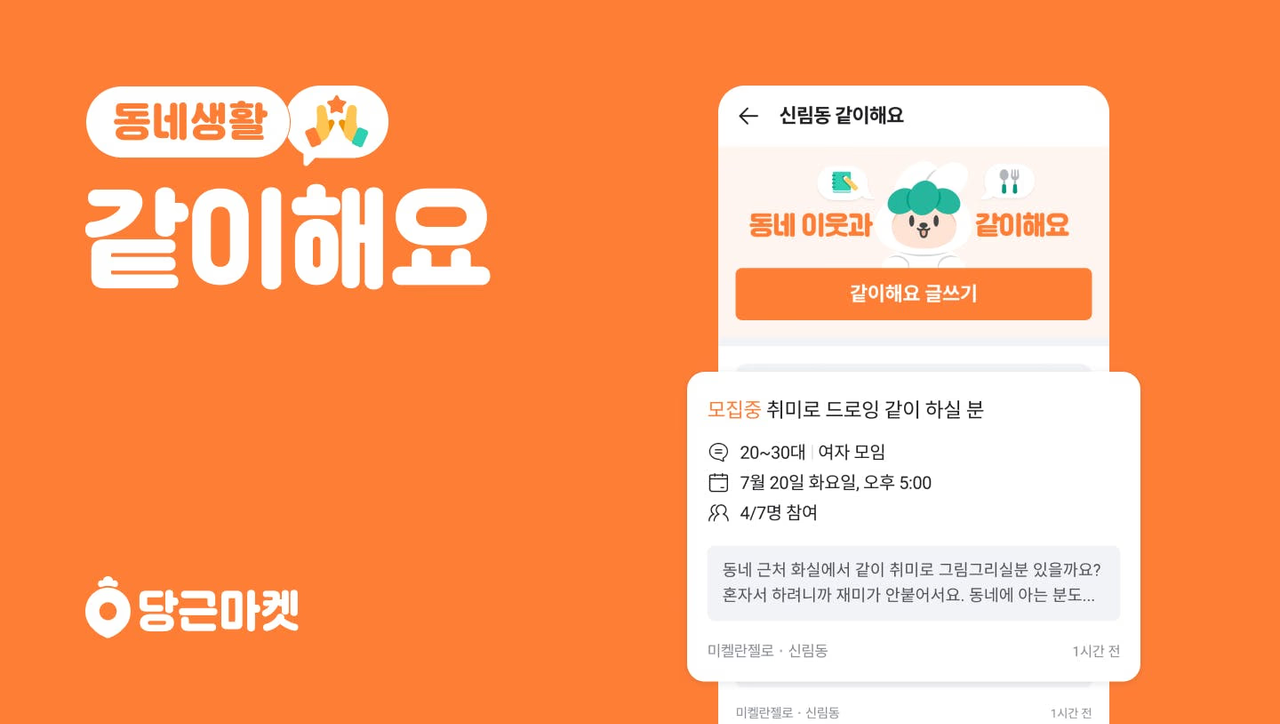 동네생활
같이해요
당근마켓
신림동 같이해요
동네 이웃과 같이해요
같이해요 글쓰기
모집중 취미로 드로잉 같이 하실 분
20~30대 | 여자 모임
7월 20일 화요일, 오후 5:00
4/7명 참여
동네 근처 화실에서 같이 취미로 그림그리실분 있을까요?
혼자서 하려니까 재미가 안붙어서요. 동네에 아는 분도...
미켈란젤로 · 신림동 1시간 전
미켈란젤로 · 신림동 1시간 전